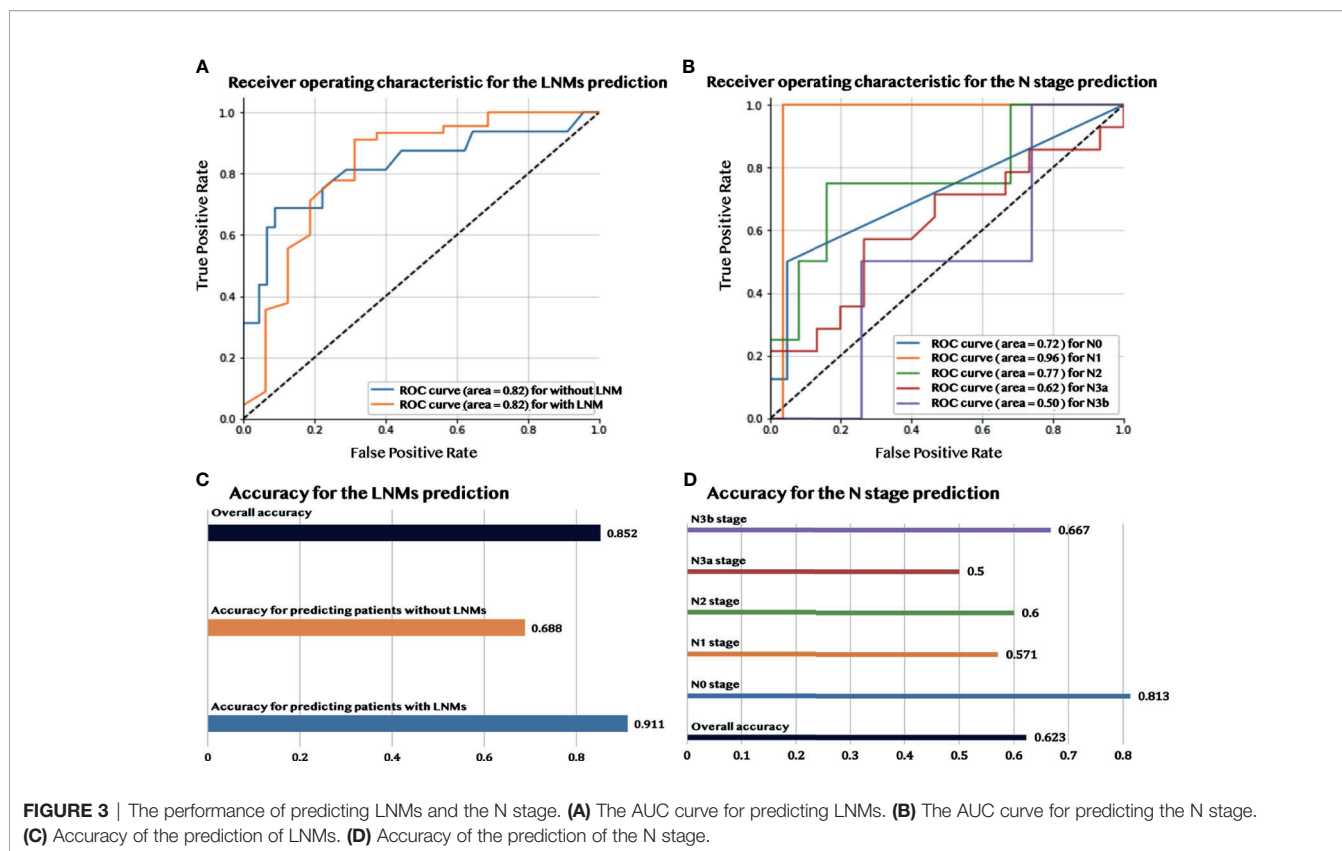 A
Receiver operating characteristic for the LNMs prediction
1.0
0.8
0.6
0.4
0.2
0.0
True Positive Rate
ROC curve (area = 0.82) for without LNM
ROC curve (area = 0.82) for with LNM
0.0 0.2 0.4 0.6 0.8 1.0
False Positive Rate
B
Receiver operating characteristic for the N stage prediction
1.0
0.8
0.6
0.4
0.2
0.0
True Positive Rate
ROC curve ( area = 0.72 ) for N0
ROC curve ( area = 0.96 ) for N1
ROC curve ( area = 0.77 ) for N2
ROC curve ( area = 0.62 ) for N3a
ROC curve ( area = 0.50 ) for N3b
0.0 0.2 0.4 0.6 0.8 1.0
False Positive Rate
C
Accuracy for the LNMs prediction
Overall accuracy
0.852
Accuracy for predicting patients without LNMs
0.688
Accuracy for predicting patients with LNMs
0.911
0 0.2 0.4 0.6 0.8
D
Accuracy for the N stage prediction
N3b stage
0.667
N3a stage
0.5
N2 stage
0.6
N1 stage
0.571
N0 stage
0.813
Overall accuracy
0.623
0 0.1 0.2 0.3 0.4 0.5 0.6 0.7 0.8
FIGURE 3 | The performance of predicting LNMs and the N stage. (A) The AUC curve for predicting LNMs. (B) The AUC curve for predicting the N stage.
(C) Accuracy of the prediction of LNMs. (D) Accuracy of the prediction of the N stage.